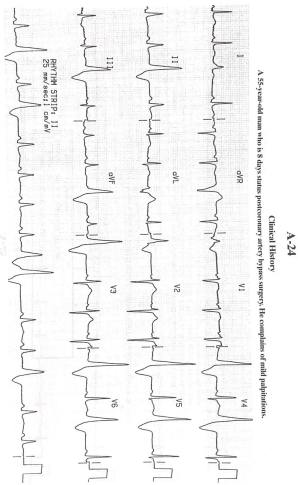 A-24
Clinical History
A 55-year-old man who is 8 days status postcoronary artery bypass surgery. He complains of mild palpitations.
I aVR V1 V4
II aVL V2 V5
III aVF V3 V6
RHYTHM STRIP: II
25 mm/sec; 1 cm/mV